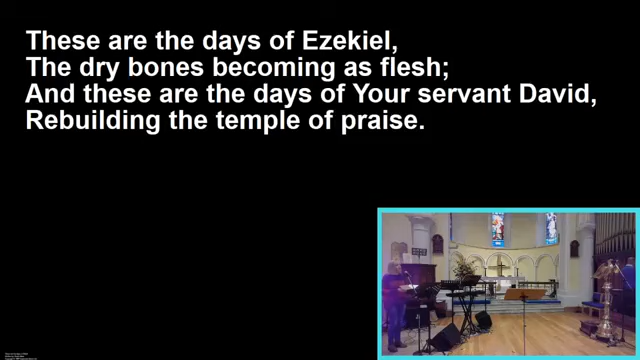 These are the days of Ezekiel,
The dry bones becoming as flesh;
And these are the days of Your servant David,
Rebuilding the temple of praise.